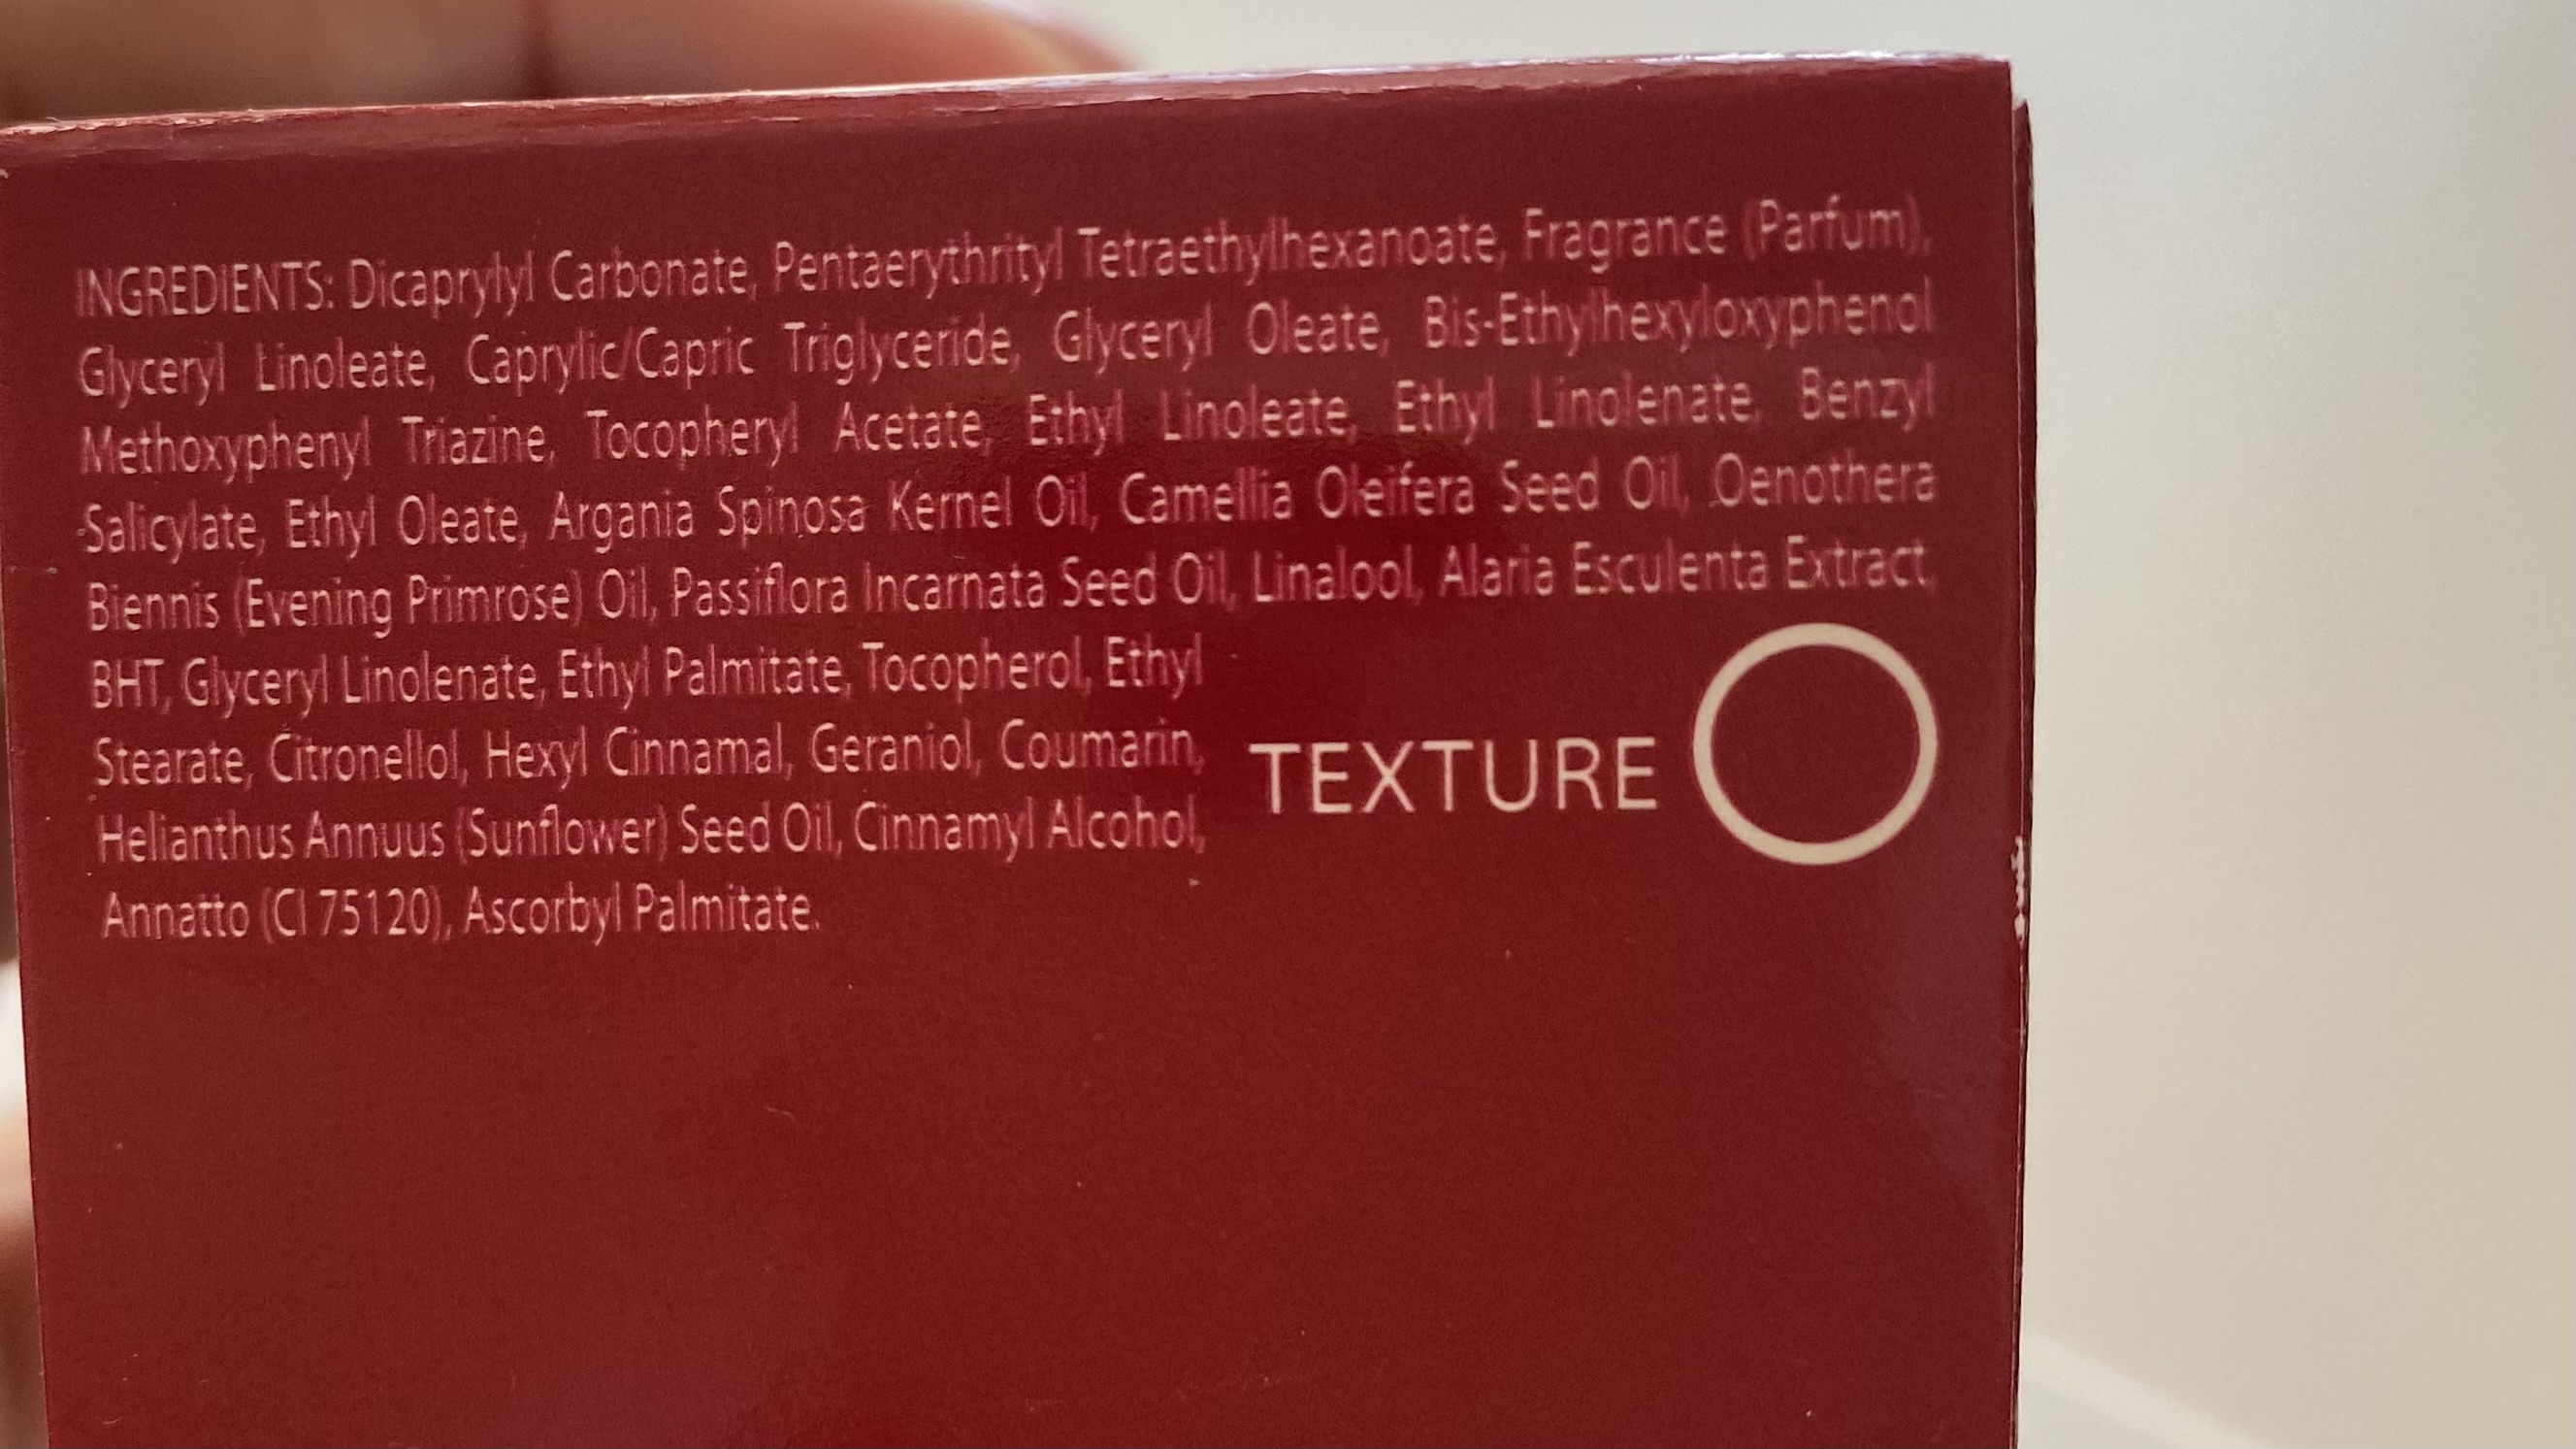 INGREDIENTS: Dicaprylyl Carbonate, Pentaerythrityl Tetraethylhexanoate, Fragrance (Parfum),
Glyceryl Linoleate, Caprylic/Capric Triglyceride, Glyceryl Oleate, Bis-Ethylhexyloxyphenol
Methoxyphenyl Triazine, Tocopheryl Acetate, Ethyl Linoleate, Ethyl Linolenate, Benzyl
Salicylate, Ethyl Oleate, Argania Spinosa Kernel Oil, Camellia Oleifera Seed Oil, Oenothera
Biennis (Evening Primrose) Oil, Passiflora Incarnata Seed Oil, Linalool, Alaria Esculenta Extract,
BHT, Glyceryl Linolenate, Ethyl Palmitate, Tocopherol, Ethyl
Stearate, Citronellol, Hexyl Cinnamal, Geraniol, Coumarin,
Helianthus Annuus (Sunflower) Seed Oil, Cinnamyl Alcohol,
Annatto (CI 75120), Ascorbyl Palmitate.
TEXTURE